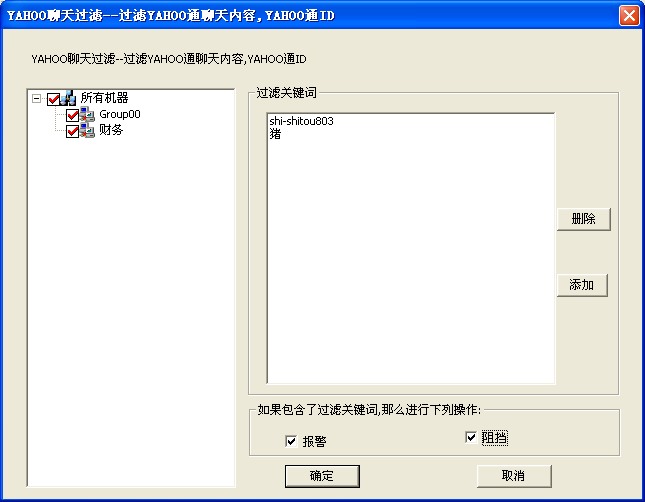 YAHOO聊天过滤--过滤YAHOO通聊天内容,YAHOO通ID
YAHOO聊天过滤--过滤YAHOO通聊天内容,YAHOO通ID
所有机器
Group00
财务
过滤关键词
shi-shitou803
猪
删除
添加
如果包含了过滤关键词,那么进行下列操作:
报警
阻挡
确定
取消